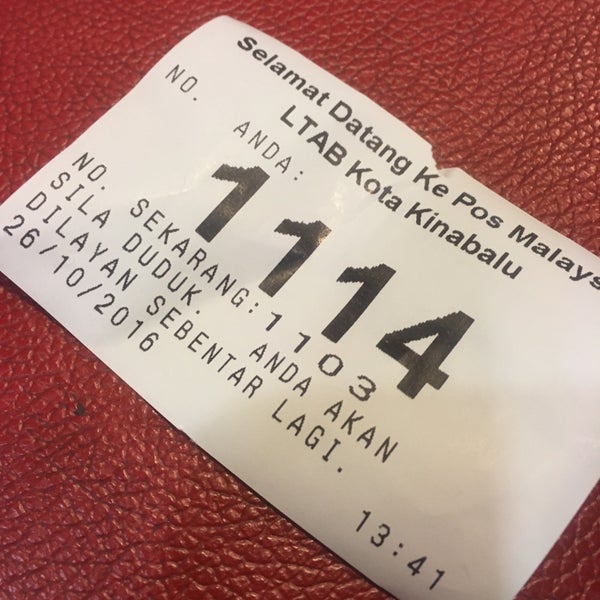 Selamat Datang Ke Pos Malays
LTAB Kota Kinabalu
NO. ANDA:
1114
NO. SEKARANG:1103
SILA DUDUK. ANDA AKAN
DILAYAN SEBENTAR LAGI.
26/10/2016 13:41